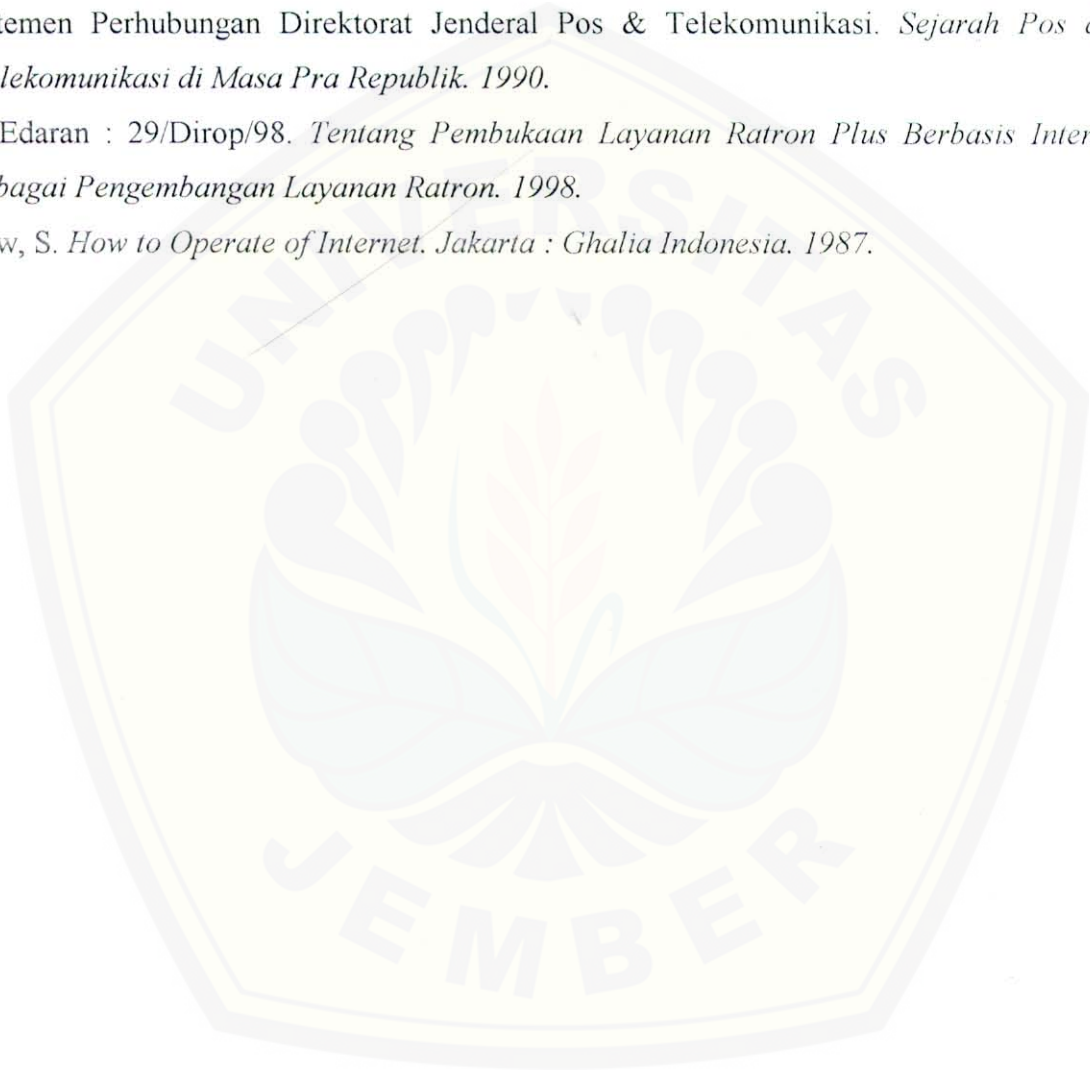 temen Perhubungan Direktorat Jenderal Pos & Telekomunikasi. Sejarah Pos
lekomunikasi di Masa Pra Republik. 1990.
Edaran : 29/Dirop/98. Tentang Pembukaan Layanan Ratron Plus Berbasis Inter
bagai Pengembangan Layanan Ratron. 1998.
w, S. How to Operate of Internet. Jakarta : Ghalia Indonesia. 1987.
UNIVERSITAS
JEMBER